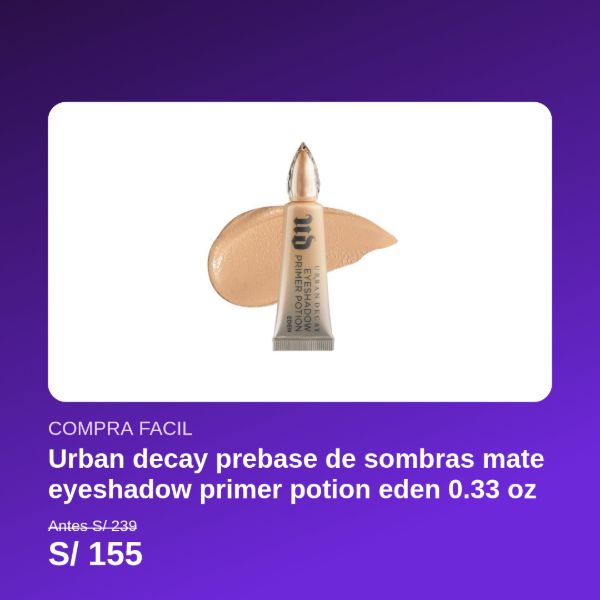 ud
URBAN DECAY
EYESHADOW
PRIMER POTION
EDEN
COMPRA FACIL
Urban decay prebase de sombras mate
eyeshadow primer potion eden 0.33 oz
Antes S/ 239
S/ 155